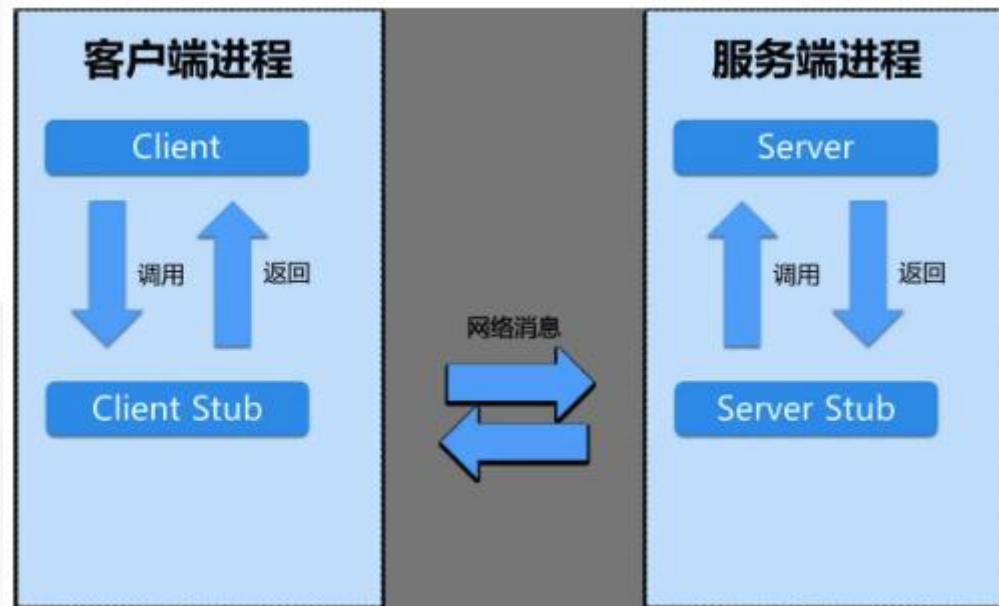 客户端进程
Client
调用
返回
Client Stub
网络消息
服务端进程
Server
调用
返回
Server Stub